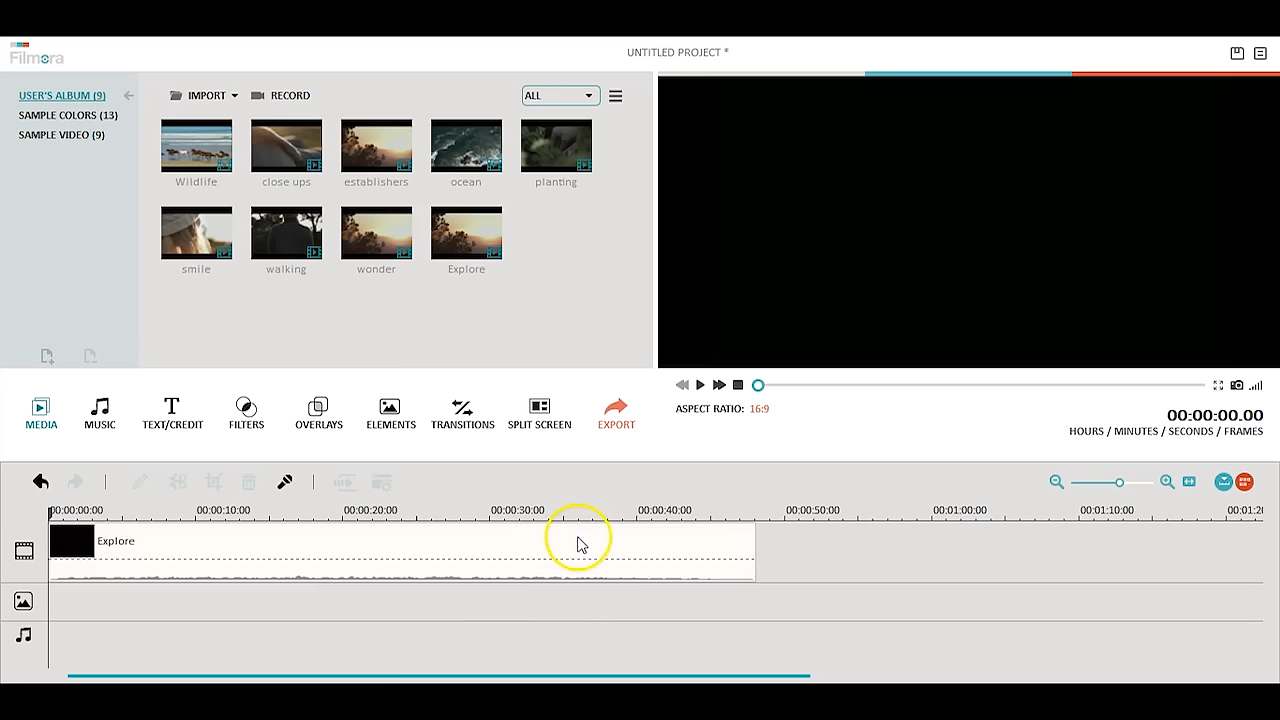 Filmora
UNTITLED PROJECT *
USER'S ALBUM (9)
SAMPLE COLORS (13)
SAMPLE VIDEO (9)
IMPORT
RECORD
ALL
Wildlife
close ups
establishers
ocean
planting
smile
walking
wonder
Explore
MEDIA
MUSIC
TEXT/CREDIT
FILTERS
OVERLAYS
ELEMENTS
TRANSITIONS
SPLIT SCREEN
EXPORT
ASPECT RATIO: 16:9
00:00:00.00
HOURS / MINUTES / SECONDS / FRAMES
00:00:00:00 00:00:10:00 00:00:20:00 00:00:30:00 00:00:40:00 00:00:50:00 00:01:00:00 00:01:10:00
Explore